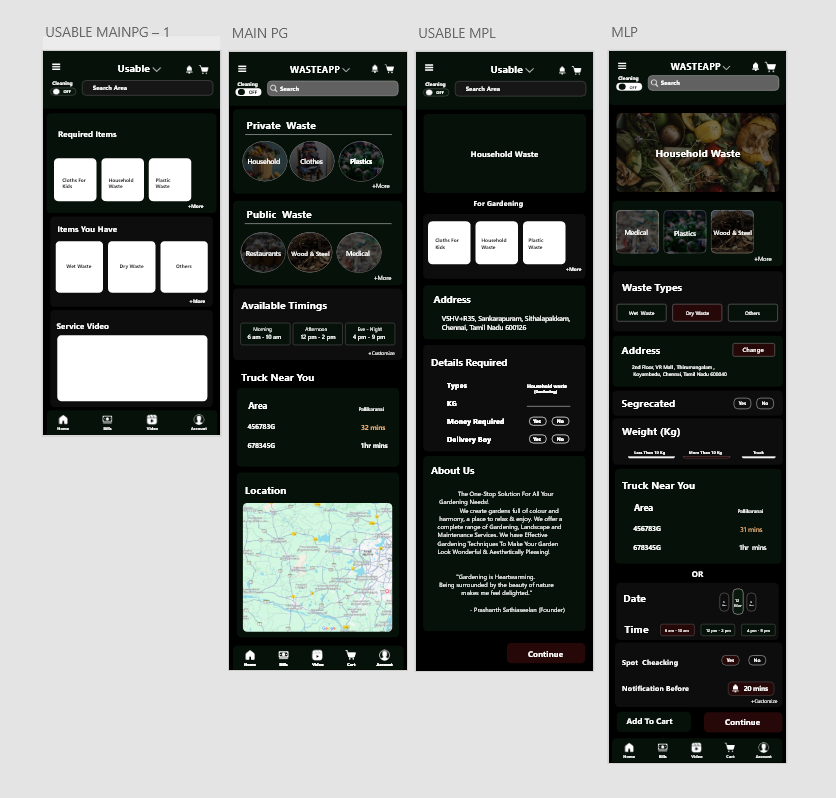 USABLE MAINPG – 1
Usable
Cleaning
OFF
Search Area
Required Items
Cloths For Kids
Household Waste
Plastic Waste
+More
Items You Have
Wet Waste
Dry Waste
Others
+More
Service Video
Home
Bills
Video
Account
MAIN PG
WASTEAPP
Cleaning
OFF
Search
Private Waste
Household
Clothes
Plastics
+More
Public Waste
Restaurants
Wood & Steel
Medical
+More
Available Timings
Morning
6 am - 10 am
Afternoon
12 pm - 2 pm
Eve - Night
4 pm - 9 pm
+Customize
Truck Near You
Area
Pallikaranai
456783G
32 mins
678345G
1hr mins
Location
Home
Bills
Video
Cart
Account
USABLE MPL
Usable
Cleaning
OFF
Search Area
Household Waste
For Gardening
Cloths For Kids
Household Waste
Plastic Waste
+More
Address
V5HV+R35, Sankarapuram, Sithalapakkam,
Chennai, Tamil Nadu 600126
Details Required
Types
Household waste
(Gardening)
KG
Money Required
Yes
No
Delivery Boy
Yes
No
About Us
The One-Stop Solution For All Your
Gardening Needs!
We create gardens full of colour and
harmony, a place to relax & enjoy. We offer a
complete range of Gardening, Landscape and
Maintenance Services. We have Effective
Gardening Techniques To Make Your Garden
Look Wonderful & Aesthetically Pleasing!
"Gardening is Heartwarming.
Being surrounded by the beauty of nature
makes me feel delighted."
- Prashanth Sathiaseelan (Founder)
Continue
MLP
WASTEAPP
Cleaning
OFF
Search
Household Waste
Medical
Plastics
Wood & Steel
+More
Waste Types
Wet Waste
Dry Waste
Others
Address
Change
2nd Floor, VR Mall, Thirumangalam,
Koyembedu, Chennai, Tamil Nadu 600040
Segrecated
Yes
No
Weight (Kg)
Less Than 10 Kg
More Than 10 Kg
Truck
Truck Near You
Area
Pallikaranai
456783G
31 mins
678345G
1hr mins
OR
Date
12
Mar
Time
6 am - 10 am
12 pm - 2 pm
4 pm - 9 pm
Spot Cheacking
Yes
No
Notification Before
20 mins
+Customize
Add To Cart
Continue
Home
Bills
Video
Cart
Account